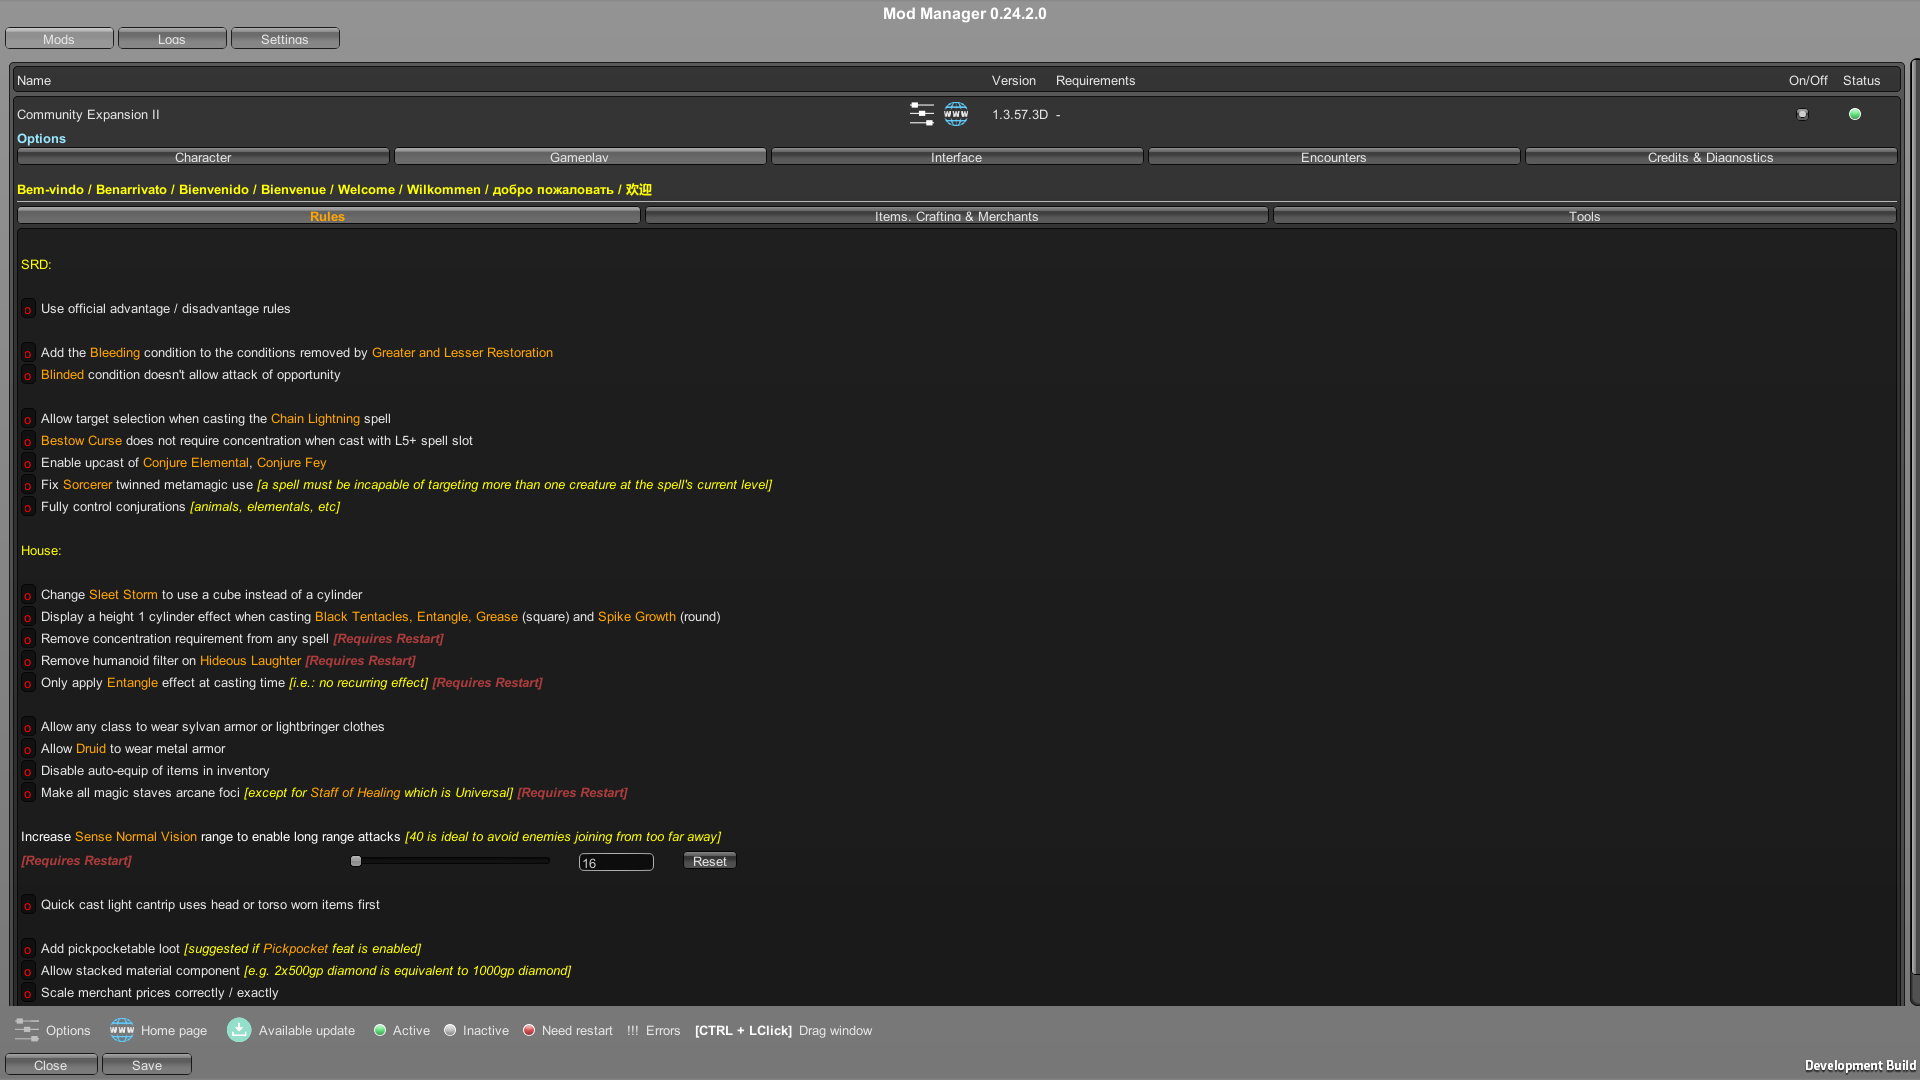 Mod Manager 0.24.2.0
Mods Logs Settings
Name Version Requirements On/Off Status
Community Expansion II www 1.3.57.3D -
Options
Character Gameplay Interface Encounters Credits & Diagnostics
Bem-vindo / Benarrivato / Bienvenido / Bienvenue / Welcome / Wilkommen / добро пожаловать / 欢迎
Rules Items, Crafting & Merchants Tools
SRD:
o Use official advantage / disadvantage rules
o Add the Bleeding condition to the conditions removed by Greater and Lesser Restoration
o Blinded condition doesn't allow attack of opportunity
o Allow target selection when casting the Chain Lightning spell
o Bestow Curse does not require concentration when cast with L5+ spell slot
o Enable upcast of Conjure Elemental, Conjure Fey
o Fix Sorcerer twinned metamagic use [a spell must be incapable of targeting more than one creature at the spell's current level]
o Fully control conjurations [animals, elementals, etc]
House:
o Change Sleet Storm to use a cube instead of a cylinder
o Display a height 1 cylinder effect when casting Black Tentacles, Entangle, Grease (square) and Spike Growth (round)
o Remove concentration requirement from any spell [Requires Restart]
o Remove humanoid filter on Hideous Laughter [Requires Restart]
o Only apply Entangle effect at casting time [i.e.: no recurring effect] [Requires Restart]
o Allow any class to wear sylvan armor or lightbringer clothes
o Allow Druid to wear metal armor
o Disable auto-equip of items in inventory
o Make all magic staves arcane foci [except for Staff of Healing which is Universal] [Requires Restart]
Increase Sense Normal Vision range to enable long range attacks [40 is ideal to avoid enemies joining from too far away]
[Requires Restart] 16 Reset
o Quick cast light cantrip uses head or torso worn items first
o Add pickpocketable loot [suggested if Pickpocket feat is enabled]
o Allow stacked material component [e.g. 2x500gp diamond is equivalent to 1000gp diamond]
o Scale merchant prices correctly / exactly
Options www Home page Available update Active Inactive Need restart !!! Errors [CTRL + LClick] Drag window
Close Save
Development Build